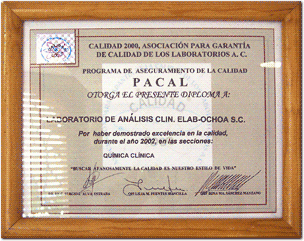 CALIDAD 2000, ASOCIACIÓN PARA GARANTÍA
DE CALIDAD DE LOS LABORATORIOS A. C.
PROGRAMA DE ASEGURAMIENTO DE LA CALIDAD
PACAL
OTORGA EL PRESENTE DIPLOMA A:
CALIDAD
LABORATORIO DE ANÁLISIS CLIN. ELAB-OCHOA S.C.
Por haber demostrado excelencia en la calidad,
durante el año 2002, en las secciones:
QUÍMICA CLÍNICA
"BUSCAR AFANOSAMENTE LA CALIDAD ES NUESTRO ESTILO DE VIDA"